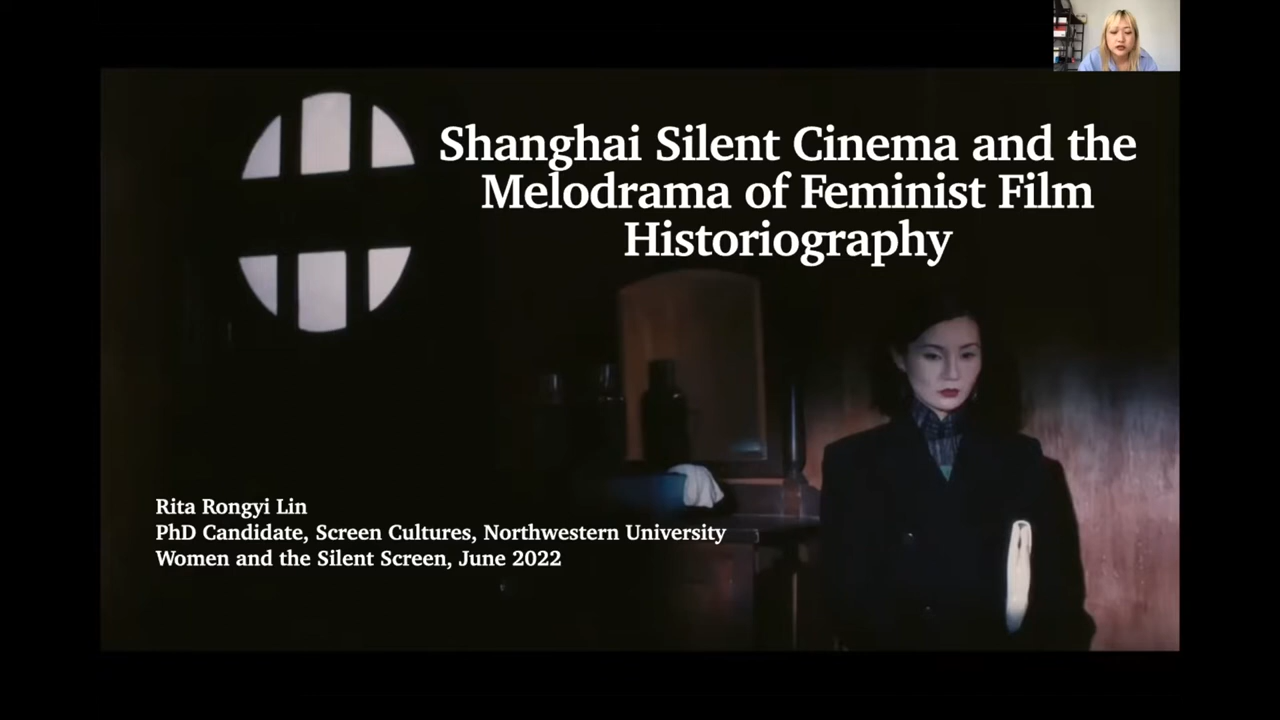 Shanghai Silent Cinema and the
Melodrama of Feminist Film
Historiography
Rita Rongyi Lin
PhD Candidate, Screen Cultures, Northwestern University
Women and the Silent Screen, June 2022